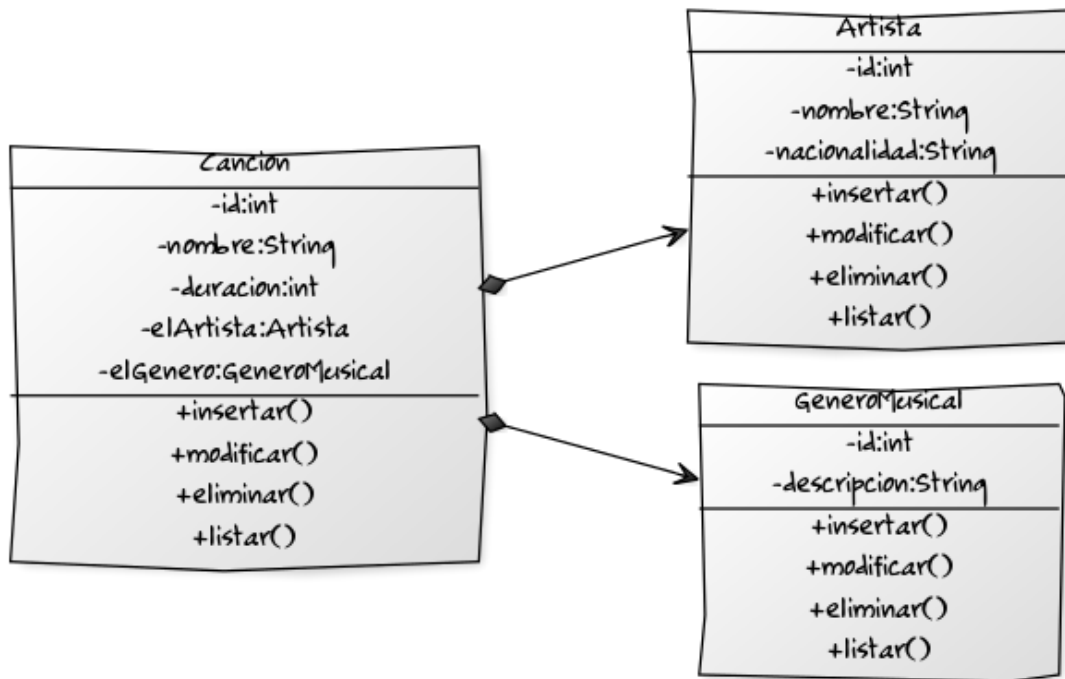 Cancion
-id:int
-nombre:String
-duracion:int
-elArtista:Artista
-elGenero:GeneroMusical
+insertar()
+modificar()
+eliminar()
+listar()
Artista
-id:int
-nombre:String
-nacionalidad:String
+insertar()
+modificar()
+eliminar()
+listar()
GeneroMusical
-id:int
-descripcion:String
+insertar()
+modificar()
+eliminar()
+listar()